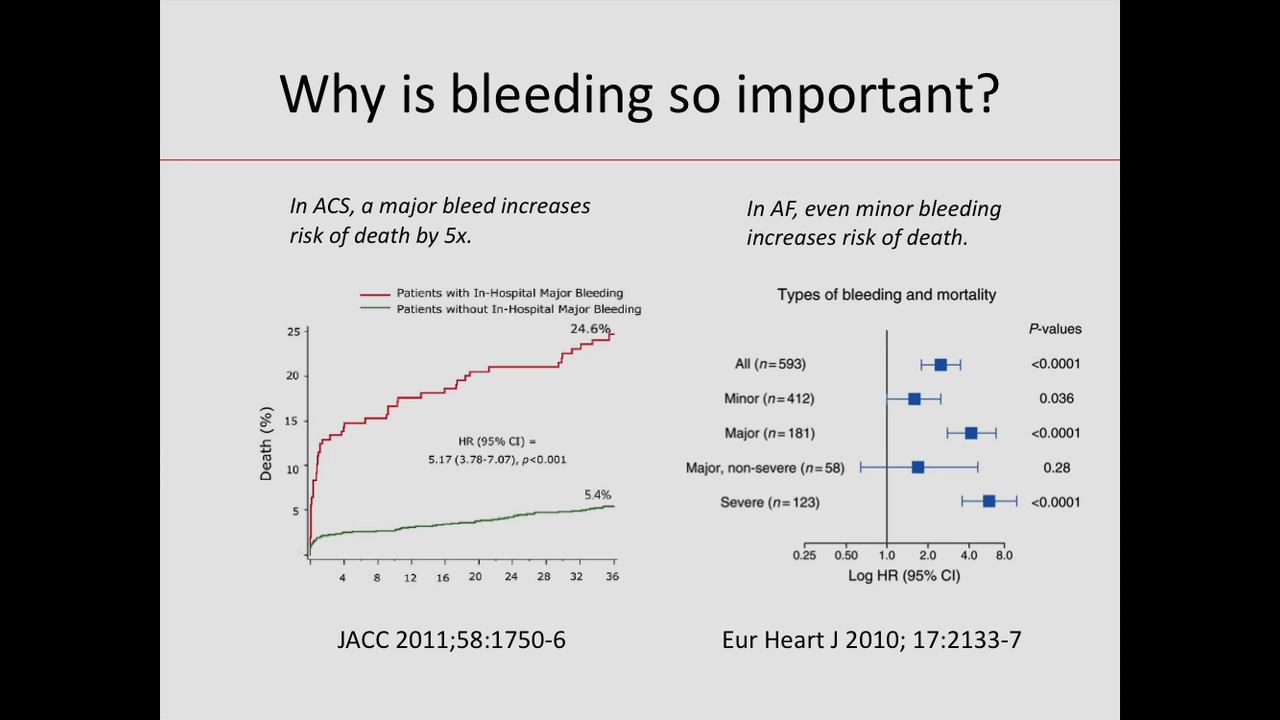 Why is bleeding so important?
In ACS, a major bleed increases
risk of death by 5x.
Patients with In-Hospital Major Bleeding
Patients without In-Hospital Major Bleeding
24.6%
25
20
15
10
5
Death (%)
HR (95% CI) =
5.17 (3.78-7.07), p<0.001
5.4%
4 8 12 16 20 24 28 32 36
JACC 2011;58:1750-6
In AF, even minor bleeding
increases risk of death.
Types of bleeding and mortality
P-values
All (n=593) <0.0001
Minor (n=412) 0.036
Major (n=181) <0.0001
Major, non-severe (n=58) 0.28
Severe (n=123) <0.0001
0.25 0.50 1.0 2.0 4.0 8.0
Log HR (95% CI)
Eur Heart J 2010; 17:2133-7